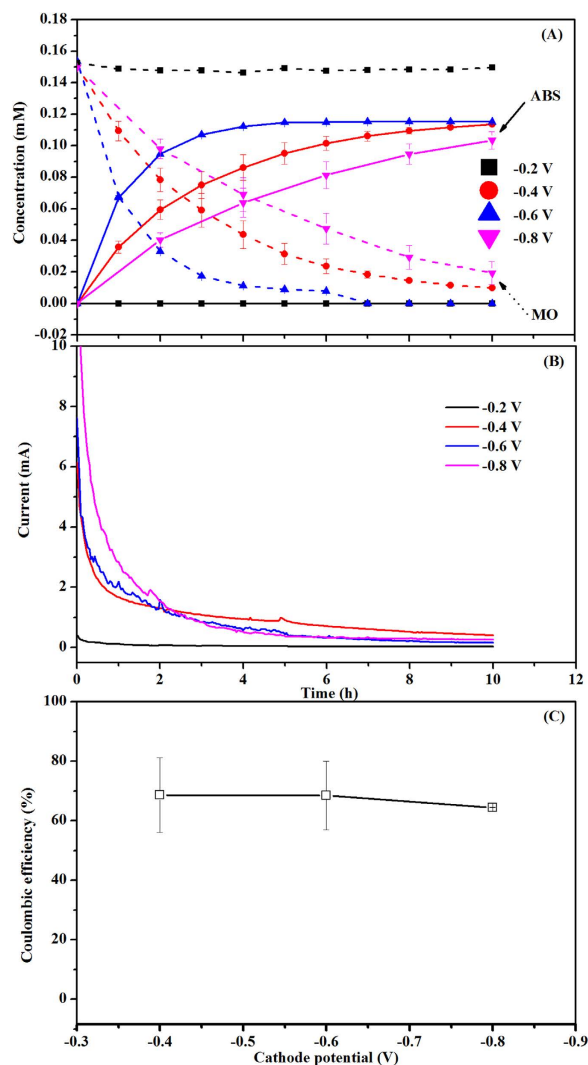 0.18
(A)
0.16
0.14
0.12
ABS
0.10
-0.2 V
0.08
-0.4 V
0.06
-0.6 V
0.04
-0.8 V
0.02
MO
0.00
-0.02
Concentration (mM)
10
(B)
8
-0.2 V
-0.4 V
-0.6 V
-0.8 V
6
4
2
0
Current (mA)
0 2 4 6 8 10 12
Time (h)
100
(C)
80
60
40
20
0
Coulombic efficiency (%)
-0.3 -0.4 -0.5 -0.6 -0.7 -0.8 -0.9
Cathode potential (V)